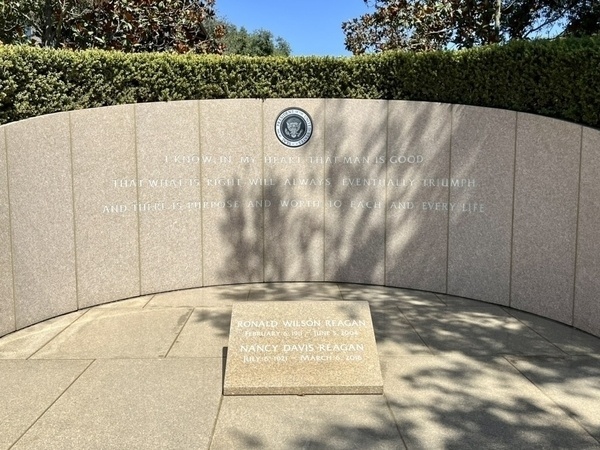 I KNOW IN MY HEART THAT MAN IS GOOD
THAT WHAT IS RIGHT WILL ALWAYS EVENTUALLY TRIUMPH
AND THERE IS PURPOSE AND WORTH TO EACH AND EVERY LIFE
RONALD WILSON REAGAN
FEBRUARY 6, 1911 ~ JUNE 5, 2004
NANCY DAVIS REAGAN
JULY 6, 1921 ~ MARCH 6, 2016